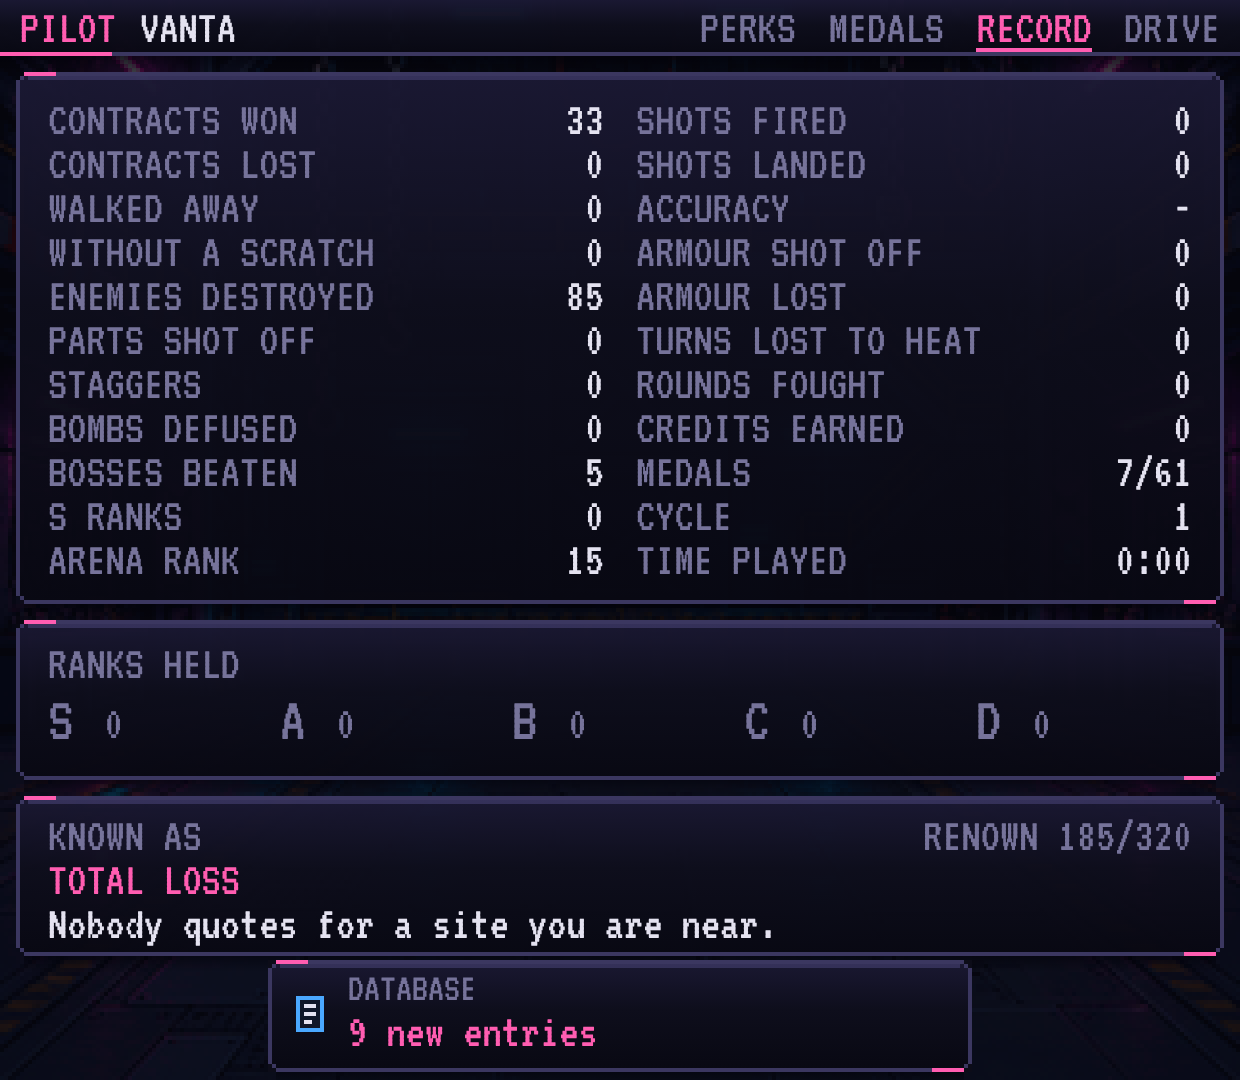 PILOT VANTA PERKS MEDALS RECORD DRIVE
CONTRACTS WON 33 SHOTS FIRED 0
CONTRACTS LOST 0 SHOTS LANDED 0
WALKED AWAY 0 ACCURACY -
WITHOUT A SCRATCH 0 ARMOUR SHOT OFF 0
ENEMIES DESTROYED 85 ARMOUR LOST 0
PARTS SHOT OFF 0 TURNS LOST TO HEAT 0
STAGGERS 0 ROUNDS FOUGHT 0
BOMBS DEFUSED 0 CREDITS EARNED 0
BOSSES BEATEN 5 MEDALS 7/61
S RANKS 0 CYCLE 1
ARENA RANK 15 TIME PLAYED 0:00
RANKS HELD
S 0 A 0 B 0 C 0 D 0
KNOWN AS RENOWN 185/320
TOTAL LOSS
Nobody quotes for a site you are near.
DATABASE
9 new entries